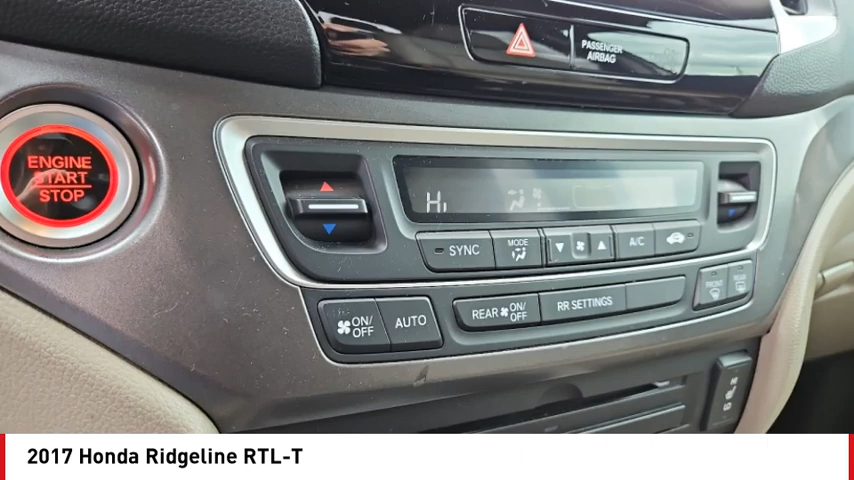 PASSENGER
AIRBAG
ENGINE
START
STOP
Hi
SYNC
MODE
A/C
ON/
OFF
AUTO
REAR ON/
OFF
RR SETTINGS
FRONT
REAR
2017 Honda Ridgeline RTL-T